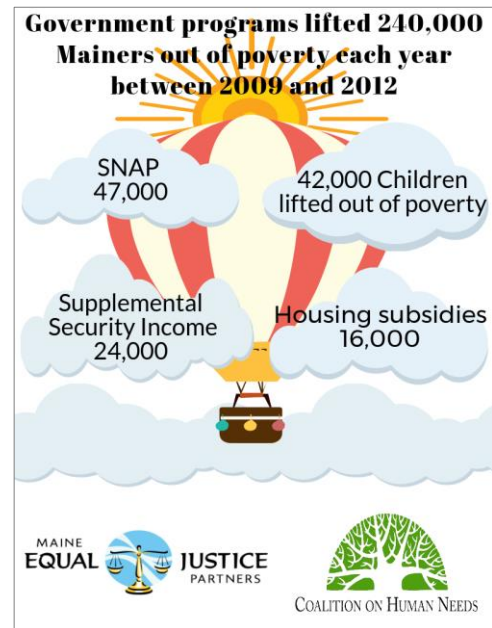 Government programs lifted 240,000
Mainers out of poverty each year
between 2009 and 2012
SNAP
47,000
42,000 Children
lifted out of poverty
Supplemental
Security Income
24,000
Housing subsidies
16,000
MAINE
EQUAL JUSTICE
PARTNERS
COALITION ON HUMAN NEEDS